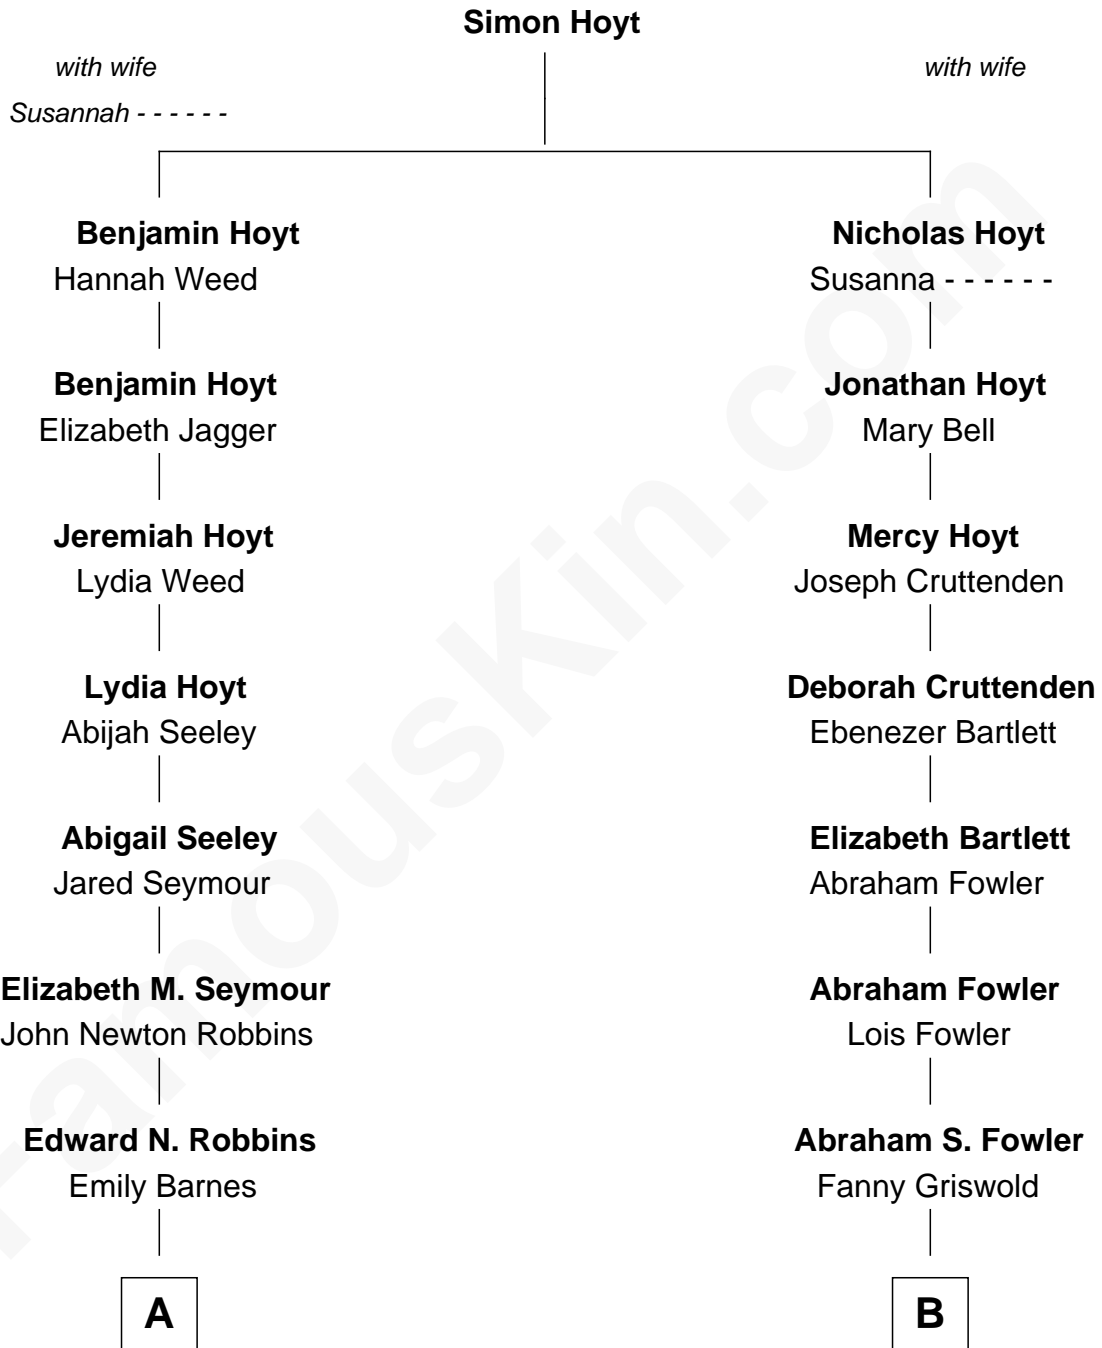 Simon Hoyt
with wife
with wife
Susannah - - - - - -
Benjamin Hoyt
Nicholas Hoyt
Hannah Weed
Susanna - - - - - -
Benjamin Hoyt
Jonathan Hoyt
Elizabeth Jagger
Mary Bell
Jeremiah Hoyt
Mercy Hoyt
Lydia Weed
Joseph Cruttenden
Lydia Hoyt
Deborah Cruttenden
Abijah Seeley
Ebenezer Bartlett
Abigail Seeley
Elizabeth Bartlett
Jared Seymour
Abraham Fowler
Elizabeth M. Seymour
Abraham Fowler
John Newton Robbins
Lois Fowler
Edward N. Robbins
Abraham S. Fowler
Emily Barnes
Fanny Griswold
A
B
FamousKin.com